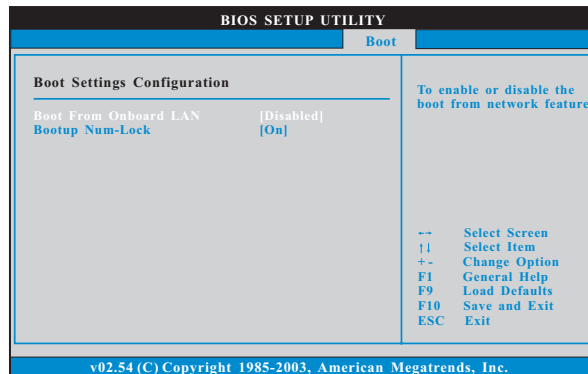 BIOS SETUP UTILITY
Boot
Boot Settings Configuration
Boot From Onboard LAN [Disabled]
Bootup Num-Lock [On]
To enable or disable the
boot from network feature
←→ Select Screen
↑↓ Select Item
+ - Change Option
F1 General Help
F9 Load Defaults
F10 Save and Exit
ESC Exit
v02.54 (C) Copyright 1985-2003, American Megatrends, Inc.